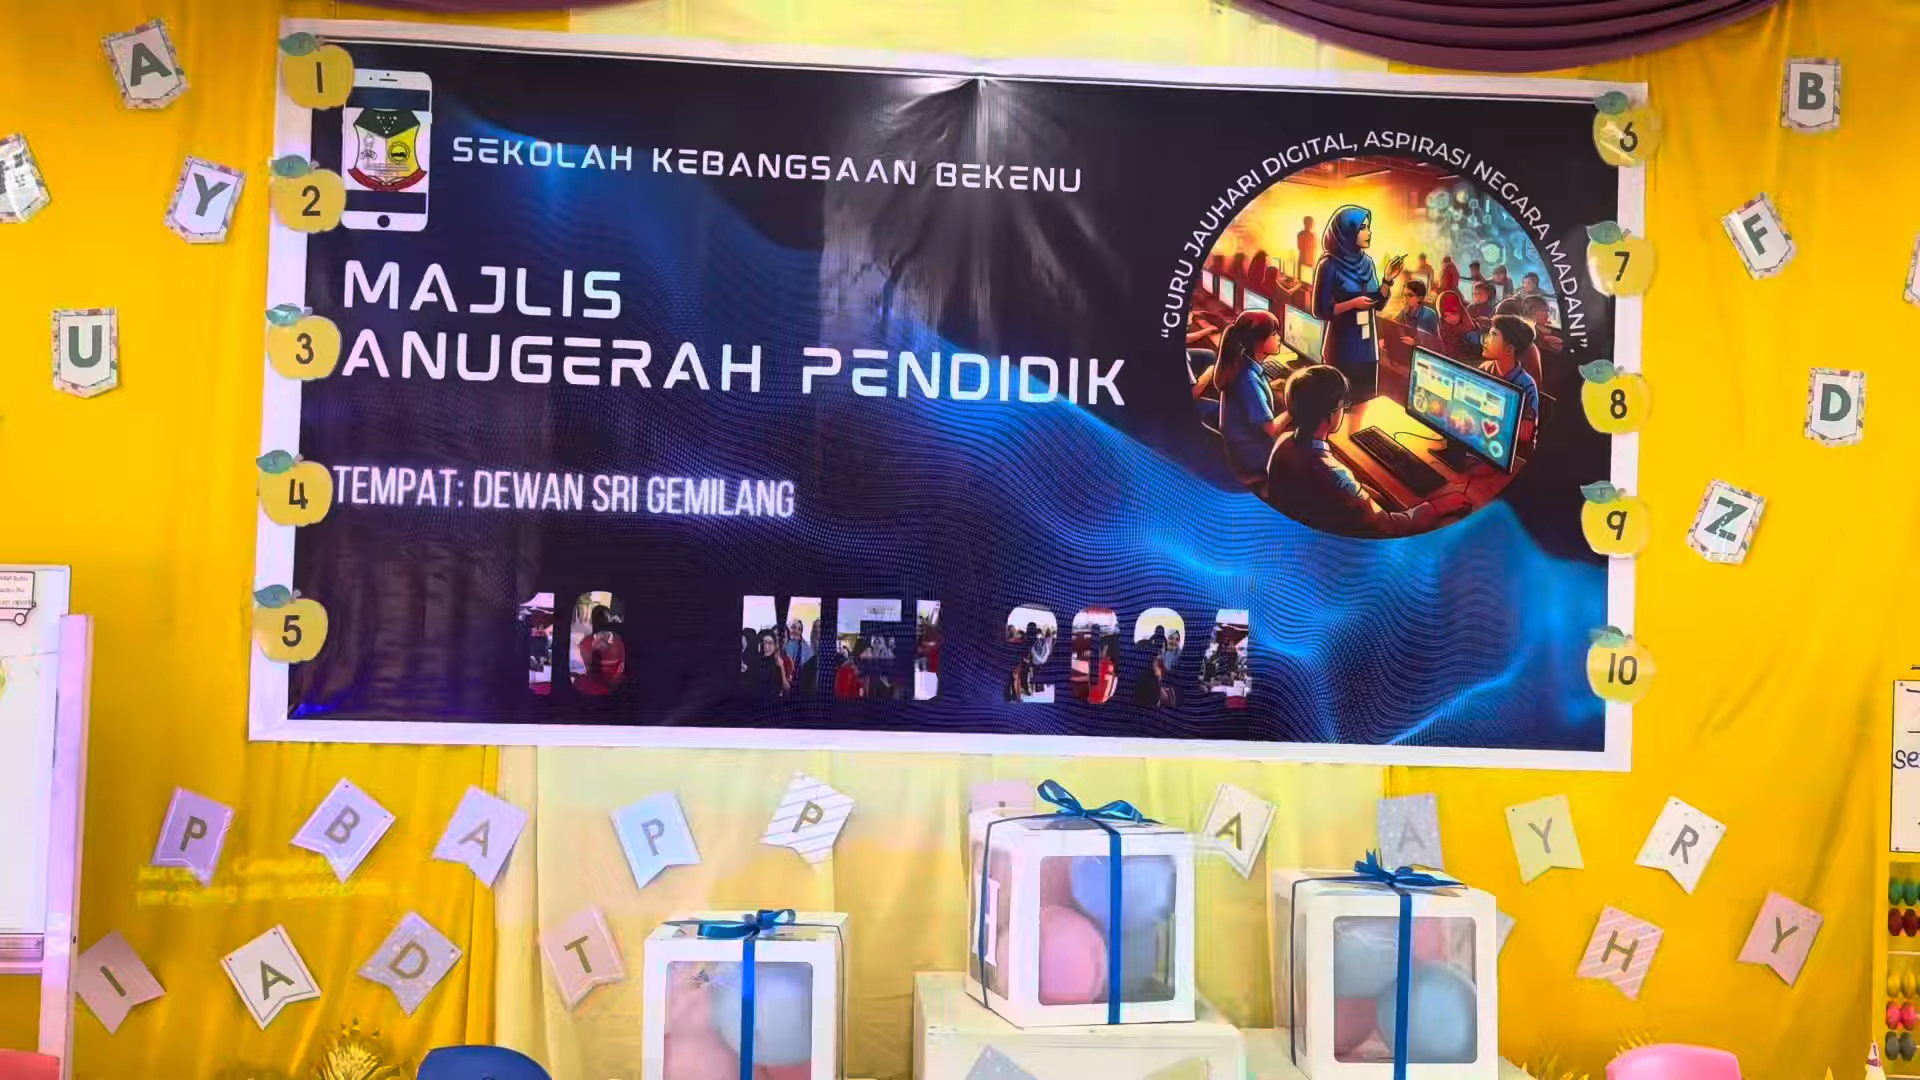 SEKOLAH KEBANGSAAN BEKENU
"GURU JAUHARI DIGITAL, ASPIRASI NEGARA MADANI".
MAJLIS
ANUGERAH PENDIDIK
TEMPAT: DEWAN SRI GEMILANG
16 MEI 2024
1
2
3
4
5
6
7
8
9
10
A
Y
U
B
F
D
Z
P B A P P A A Y R
I A D T H Y